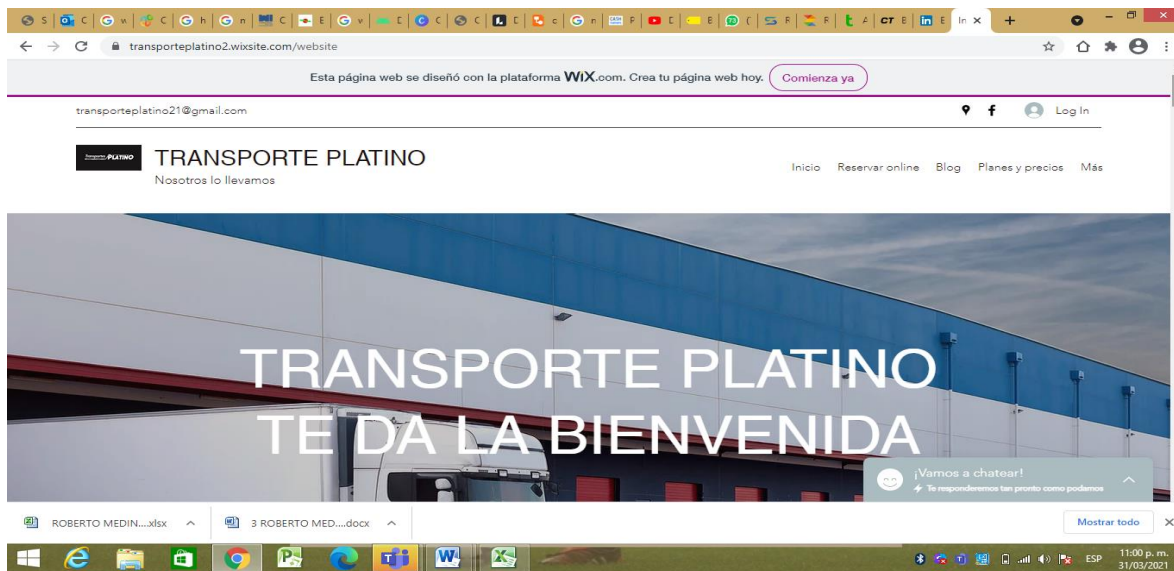 S C G w C G h G n C E G v E C C E c G n P E E ( R F A CT E E In
transporteplatino2.wixsite.com/website
Esta página web se diseñó con la plataforma WiX.com. Crea tu página web hoy. Comienza ya
transporteplatino21@gmail.com
Log In
TRANSPORTE PLATINO
Nosotros lo llevamos
Inicio Reservar online Blog Planes y precios Más
TRANSPORTE PLATINO
TE DA LA BIENVENIDA
¡Vamos a chatear!
Te responderemos tan pronto como podamos
ROBERTO MEDIN....xlsx
3 ROBERTO MED....docx
Mostrar todo
ESP
11:00 p. m.
31/03/2021